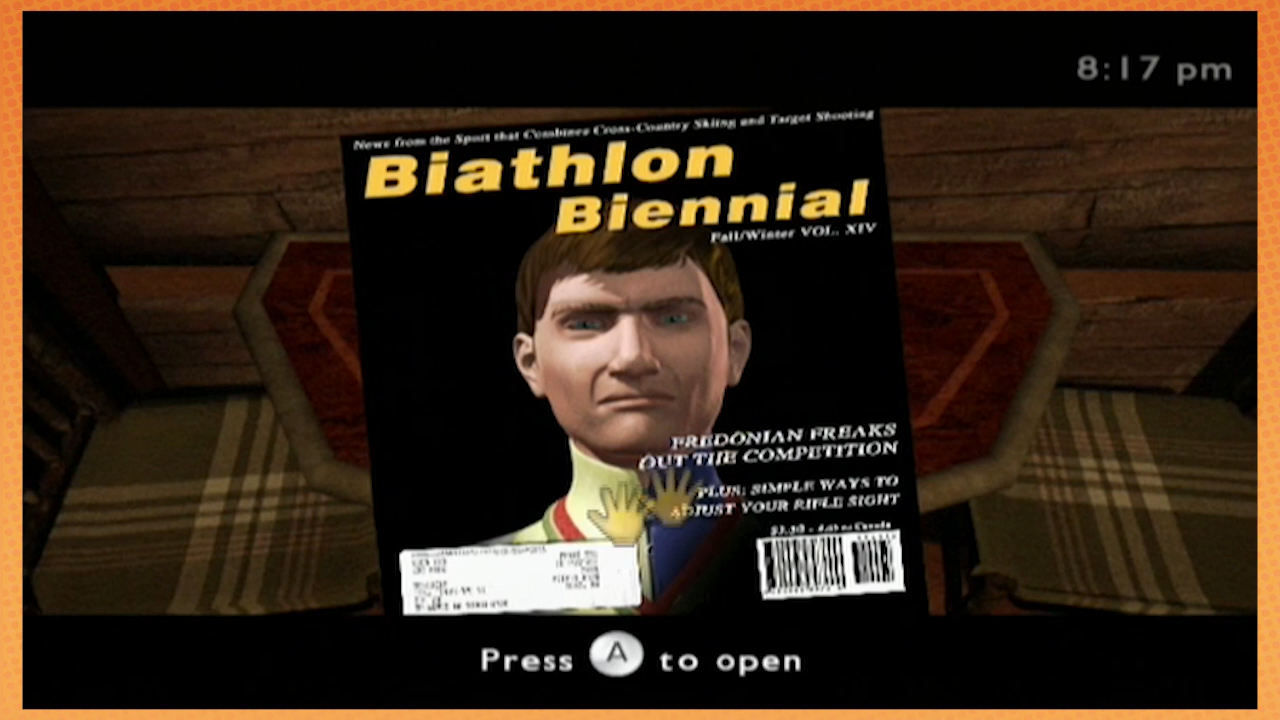 8:17 pm
News from the Sport that Combines Cross-Country Skiing and Target Shooting
Biathlon
Biennial
Fall/Winter VOL. XIV
FREDONIAN FREAKS
OUT THE COMPETITION
PLUS: SIMPLE WAYS TO
ADJUST YOUR RIFLE SIGHT
Press A to open